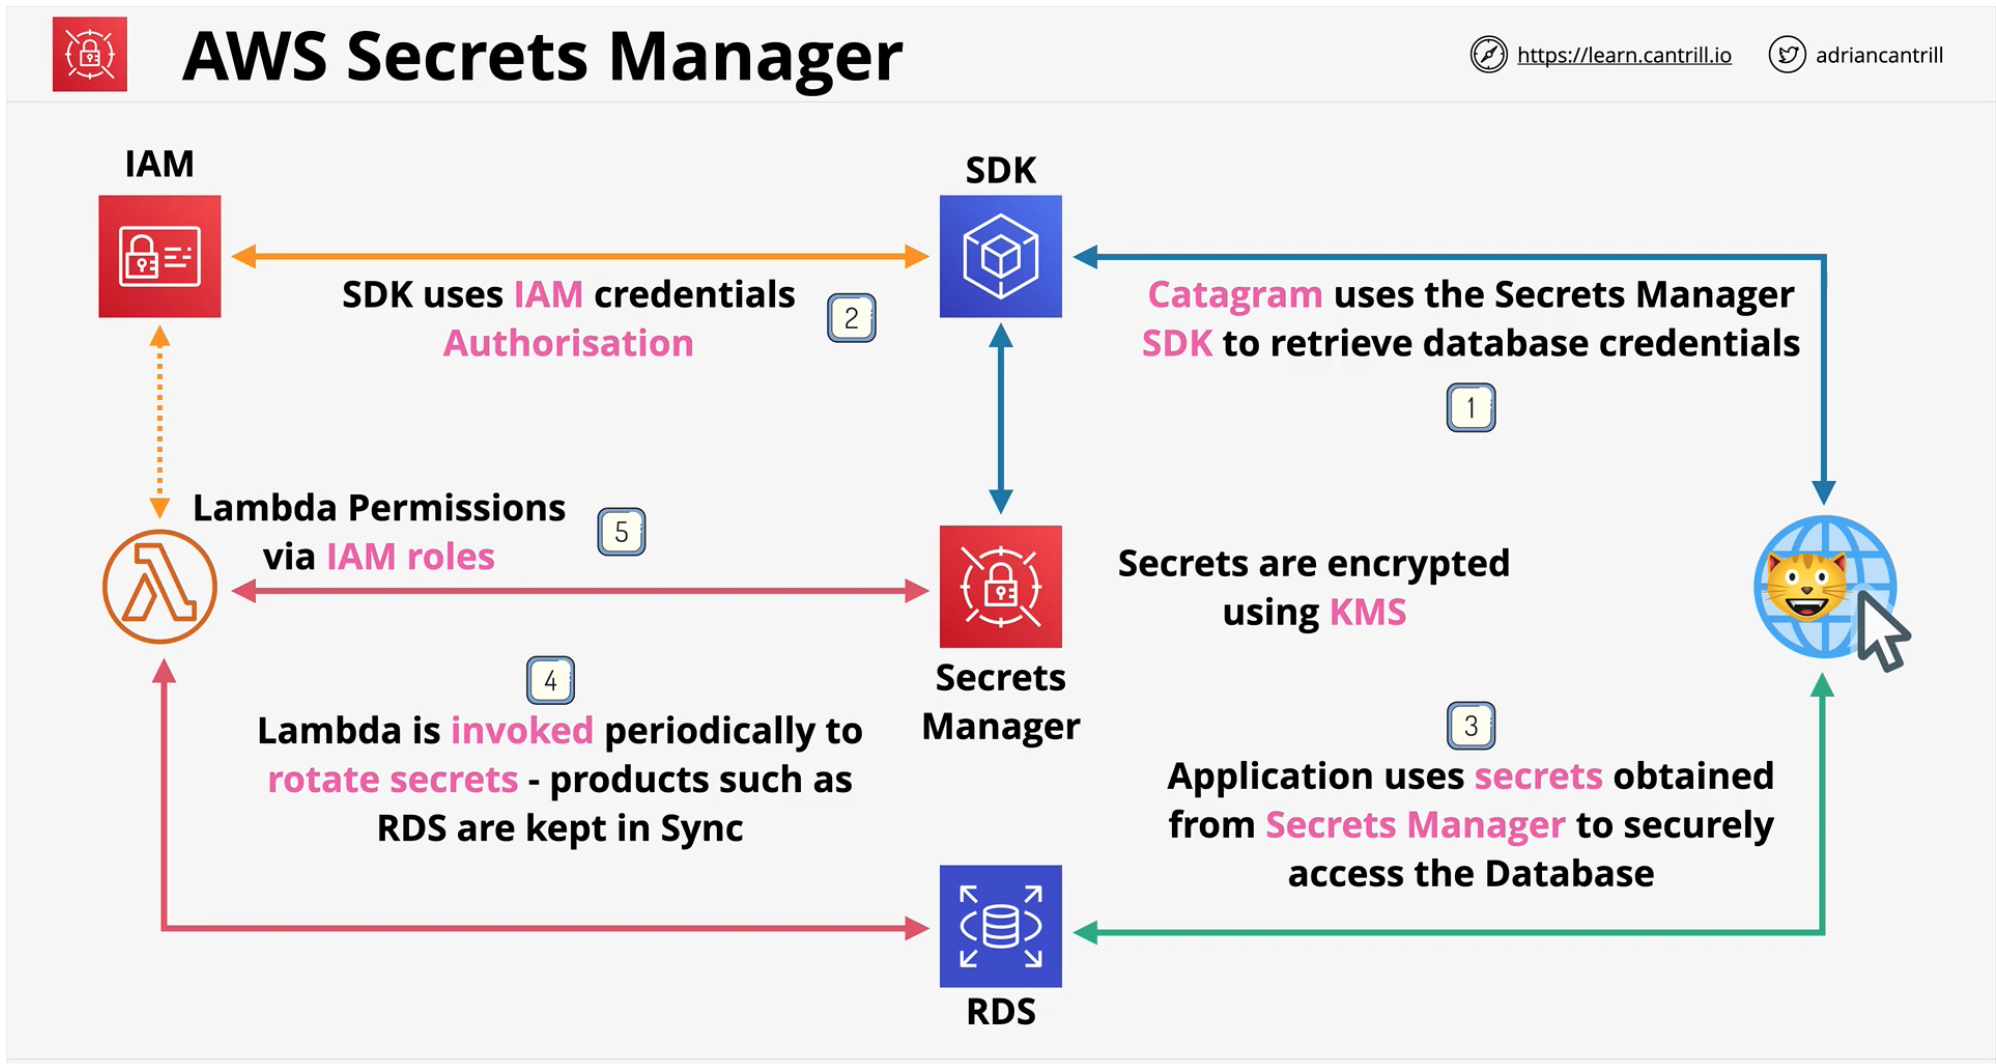 AWS Secrets Manager
https://learn.cantrill.io
adriancantrill
IAM
SDK
SDK uses IAM credentials
Authorisation
2
Catagram uses the Secrets Manager
SDK to retrieve database credentials
1
Lambda Permissions
via IAM roles
5
Secrets are encrypted
using KMS
Secrets
Manager
4
Lambda is invoked periodically to
rotate secrets - products such as
RDS are kept in Sync
3
Application uses secrets obtained
from Secrets Manager to securely
access the Database
RDS